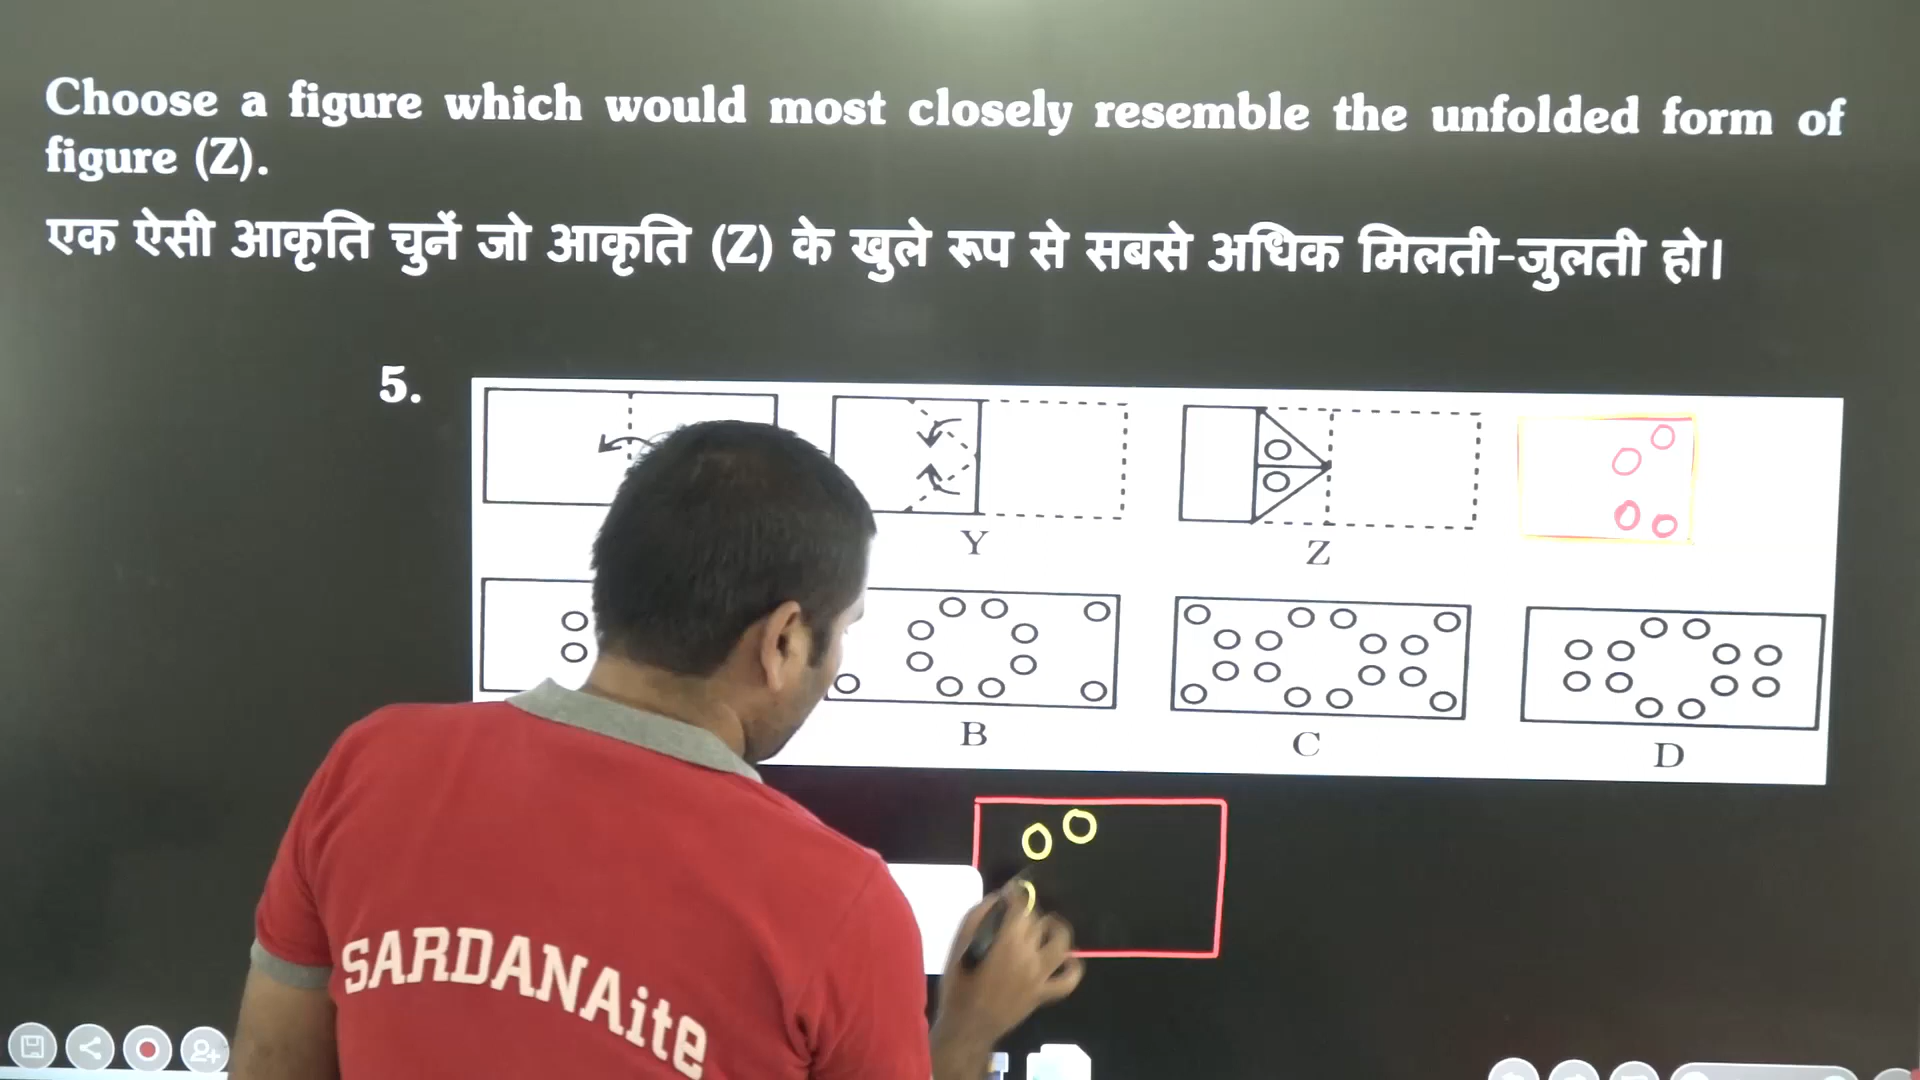 Choose a figure which would most closely resemble the unfolded form of
figure (Z).
एक ऐसी आकृति चुनें जो आकृति (Z) के खुले रूप से सबसे अधिक मिलती-जुलती हो।
5.
Y
Z
B
C
D
SARDANAite